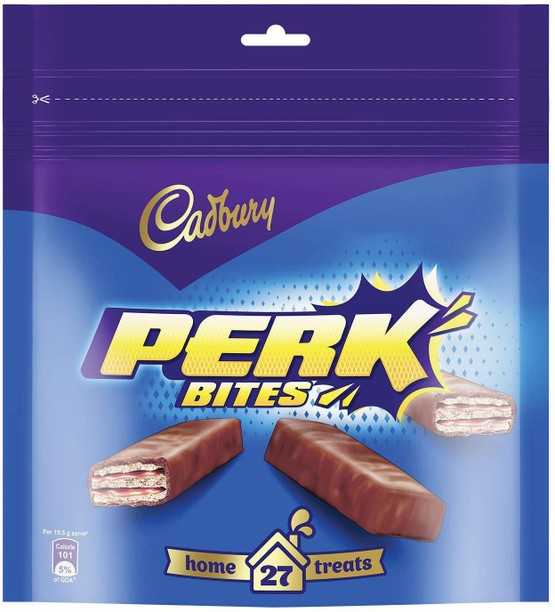 Cadbury
PERK
BITES
Per 19.5 g serve*
Calorie
101
5%
of GDA*
home 27 treats